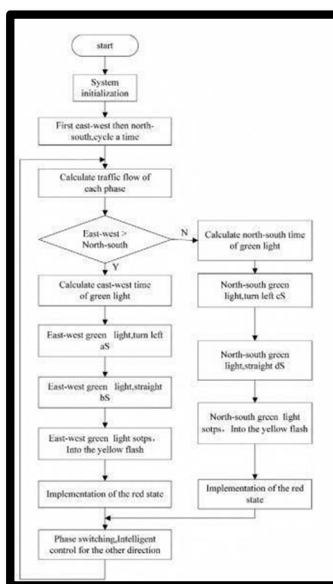 start
System
initialization
First east-west then north-
south,cycle a time
Calculate traffic flow of
each phase
East-west >
North-south
N
Y
Calculate east-west time
of green light
East-west green light,turn left
aS
East-west green light,straight
bS
East-west green light sotps,
Into the yellow flash
Implementation of the red state
Calculate north-south time
of green light
North-south green
light,turn left cS
North-south green
light,straight dS
North-south green light
sotps, Into the yellow flash
Implementation of the red
state
Phase switching,Intelligent
control for the other direction